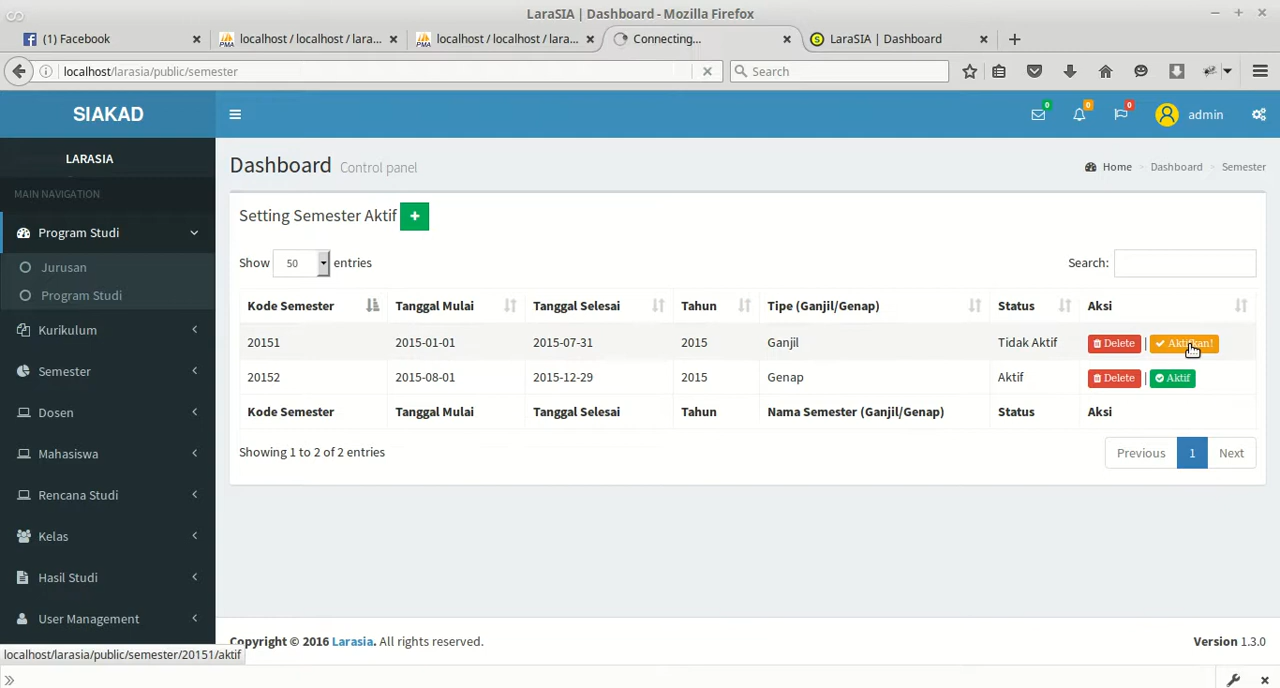 LaraSIA | Dashboard - Mozilla Firefox
(1) Facebook
localhost / localhost / lara...
localhost / localhost / lara...
Connecting...
LaraSIA | Dashboard
localhost/larasia/public/semester
Search
SIAKAD
0
0
0
admin
LARASIA
MAIN NAVIGATION
Program Studi
Jurusan
Program Studi
Kurikulum
Semester
Dosen
Mahasiswa
Rencana Studi
Kelas
Hasil Studi
User Management
Dashboard Control panel
Home > Dashboard > Semester
Setting Semester Aktif
Show 50 entries
Search:
Kode Semester Tanggal Mulai Tanggal Selesai Tahun Tipe (Ganjil/Genap) Status Aksi
20151 2015-01-01 2015-07-31 2015 Ganjil Tidak Aktif Delete | Aktifkan!
20152 2015-08-01 2015-12-29 2015 Genap Aktif Delete | Aktif
Kode Semester Tanggal Mulai Tanggal Selesai Tahun Nama Semester (Ganjil/Genap) Status Aksi
Showing 1 to 2 of 2 entries
Previous 1 Next
Copyright © 2016 Larasia. All rights reserved.
Version 1.3.0
localhost/larasia/public/semester/20151/aktif